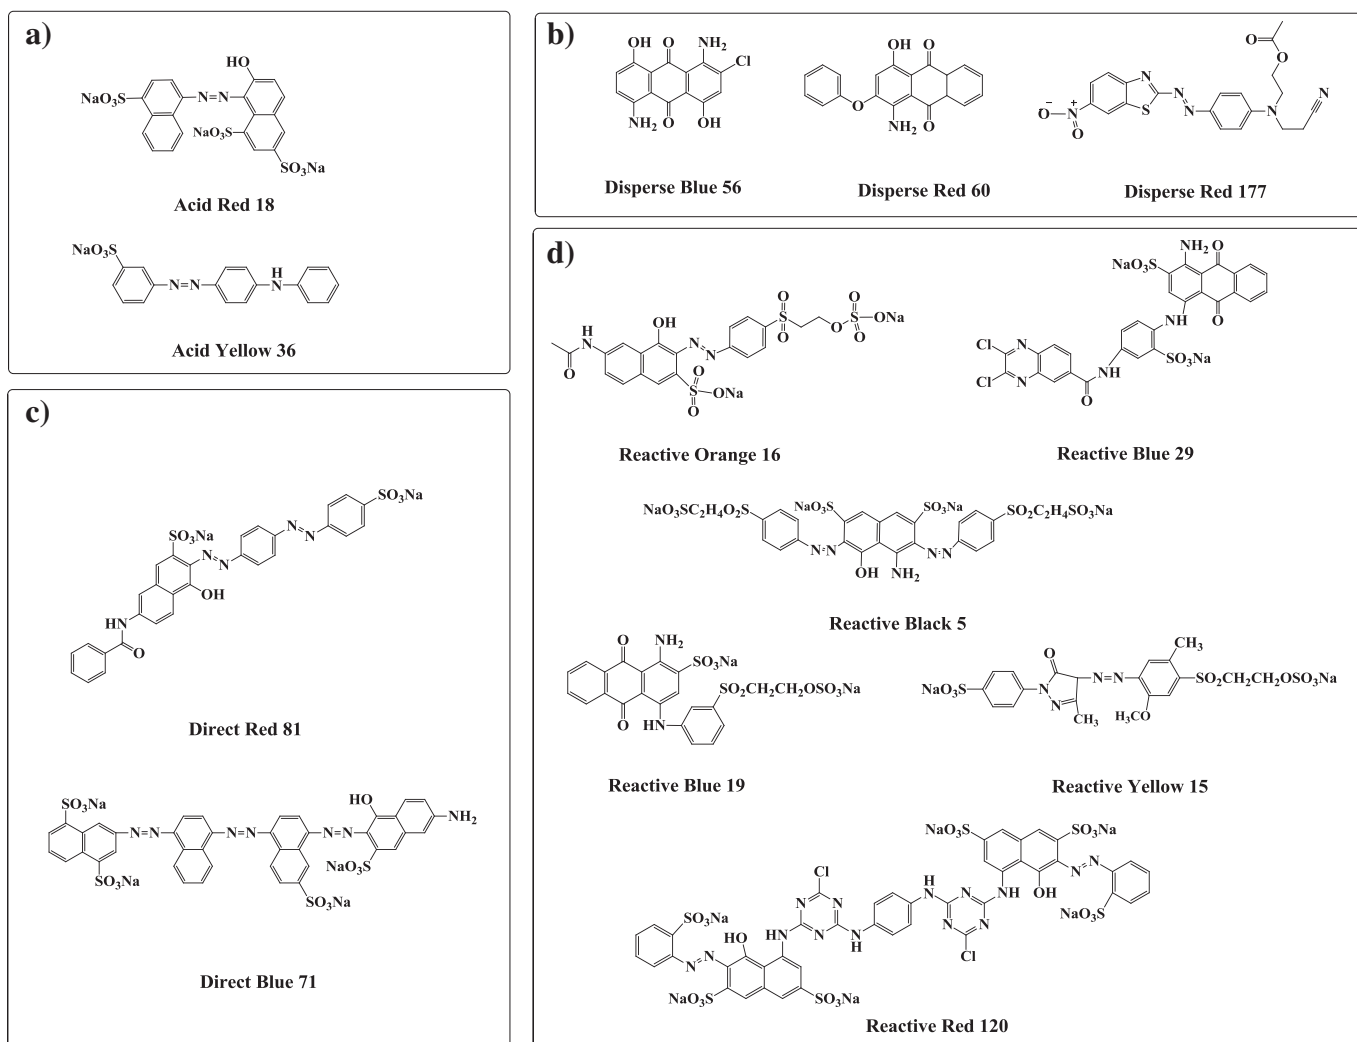 a)
HO
NaO3S
N=N
NaO3S
SO3Na
Acid Red 18
NaO3S
N=N
H
N
Acid Yellow 36
b)
OH O NH2
Cl
NH2 O OH
Disperse Blue 56
OH O
O
NH2 O
Disperse Red 60
O
O
N
N
O− N+
O
S
N=N
N
Disperse Red 177
c)
SO3Na
N=N
SO3Na
N=N
OH
HN
O
Direct Red 81
SO3Na
HO
N=N
N=N
N=N
NH2
SO3Na
NaO3S
SO3Na
Direct Blue 71
d)
O
S
O
O
O
S
ONa
O
H
N
OH
N=N
O
O
S
ONa
O
Reactive Orange 16
NH2 O
NaO3S
NH O
Cl
N
SO3Na
Cl
N
NH
O
Reactive Blue 29
NaO3SC2H4O2S
NaO3S
SO3Na
SO2C2H4SO3Na
N=N
N=N
OH NH2
Reactive Black 5
O NH2
SO3Na
SO2CH2CH2OSO3Na
O HN
Reactive Blue 19
CH3
O
N=N
SO2CH2CH2OSO3Na
NaO3S
N
N
CH3
H3CO
Reactive Yellow 15
NaO3S
SO3Na
N=N
Cl
H
N
NH OH
NaO3S
N N
N
N N
N
SO3Na
HO NH
NH
Cl
N=N
NaO3S
SO3Na
Reactive Red 120